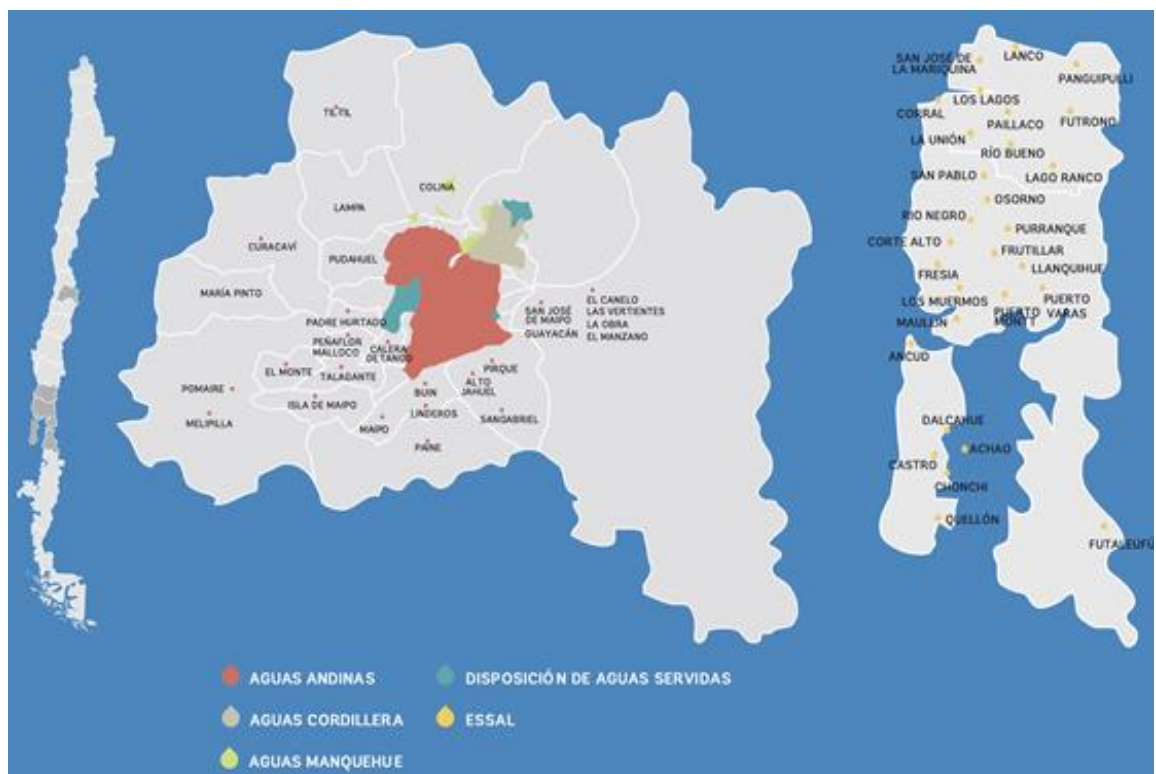 TIL TIL
COLINA
LAMPA
CURACAVÍ
PUDAHUEL
MARÍA PINTO
PADRE HURTADO
PEÑAFLOR
MALLOCO
CALERA
DE TANGO
EL MONTE
TALAGANTE
POMAIRE
ISLA DE MAIPO
MELIPILLA
MAIPO
BUIN
LINDEROS
PAINE
ALTO
JAHUEL
PIRQUE
SANGABRIEL
SAN JOSÉ
DE MAIPO
GUAYACÁN
EL CANELO
LAS VERTIENTES
LA OBRA
EL MANZANO
SAN JOSÉ DE
LA MARIQUINA
LANCO
PANGUIPULLI
LOS LAGOS
CORRAL
PAILLACO
FUTRONO
LA UNIÓN
RÍO BUENO
SAN PABLO
LAGO RANCO
OSORNO
RIO NEGRO
PURRANQUE
CORTE ALTO
FRUTILLAR
FRESIA
LLANQUIHUE
LOS MUERMOS
PUERTO
MONTT
PUERTO
VARAS
MAULLIN
ANCUD
DALCAHUE
ACHAO
CASTRO
CHONCHI
QUELLÓN
FUTALEUFÚ
AGUAS ANDINAS
DISPOSICIÓN DE AGUAS SERVIDAS
AGUAS CORDILLERA
ESSAL
AGUAS MANQUEHUE